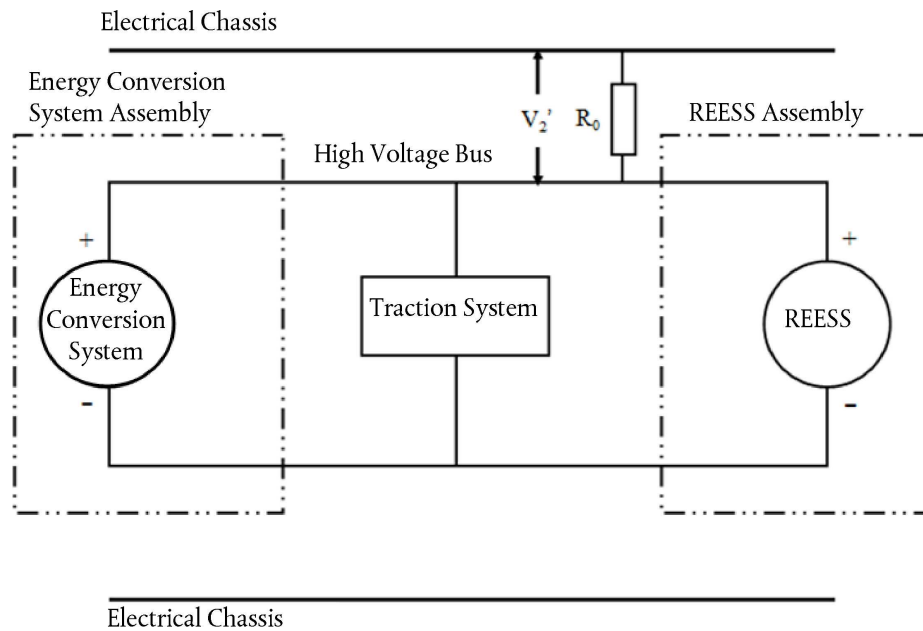 Electrical Chassis
Energy Conversion
System Assembly
V₂' R₀
REESS Assembly
High Voltage Bus
+
+
Energy
Conversion
System
Traction System
REESS
-
-
Electrical Chassis